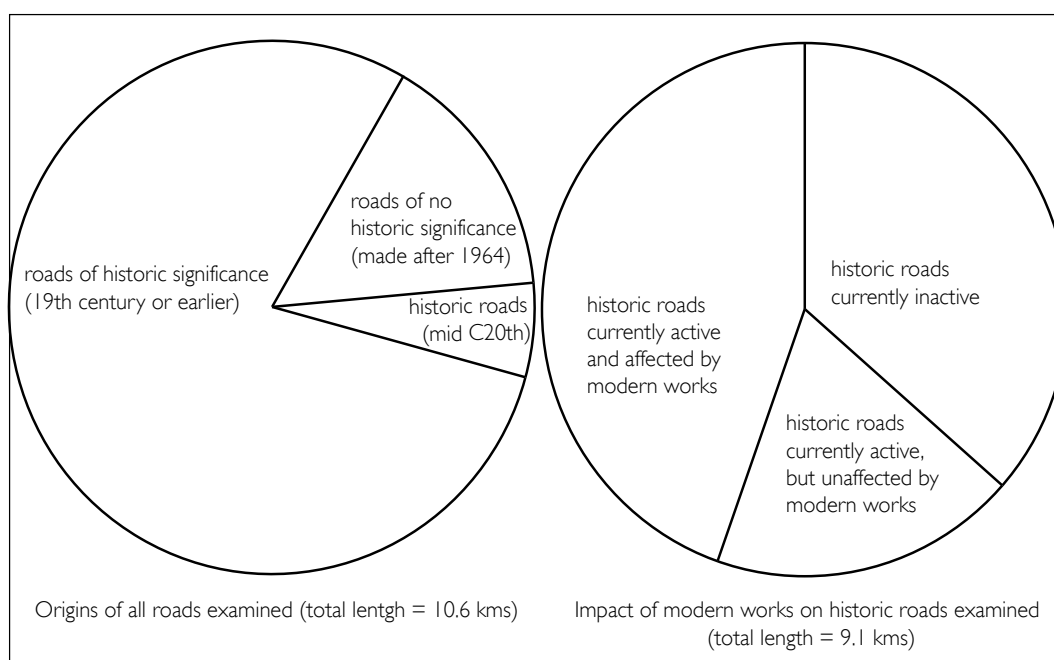 roads of no
historic significance
(made after 1964)
roads of historic significance
(19th century or earlier)
historic roads
(mid C20th)
Origins of all roads examined (total lentgh = 10.6 kms)
historic roads
currently inactive
historic roads
currently active
and affected by
modern works
historic roads
currently active,
but unaffected by
modern works
Impact of modern works on historic roads examined
(total length = 9.1 kms)